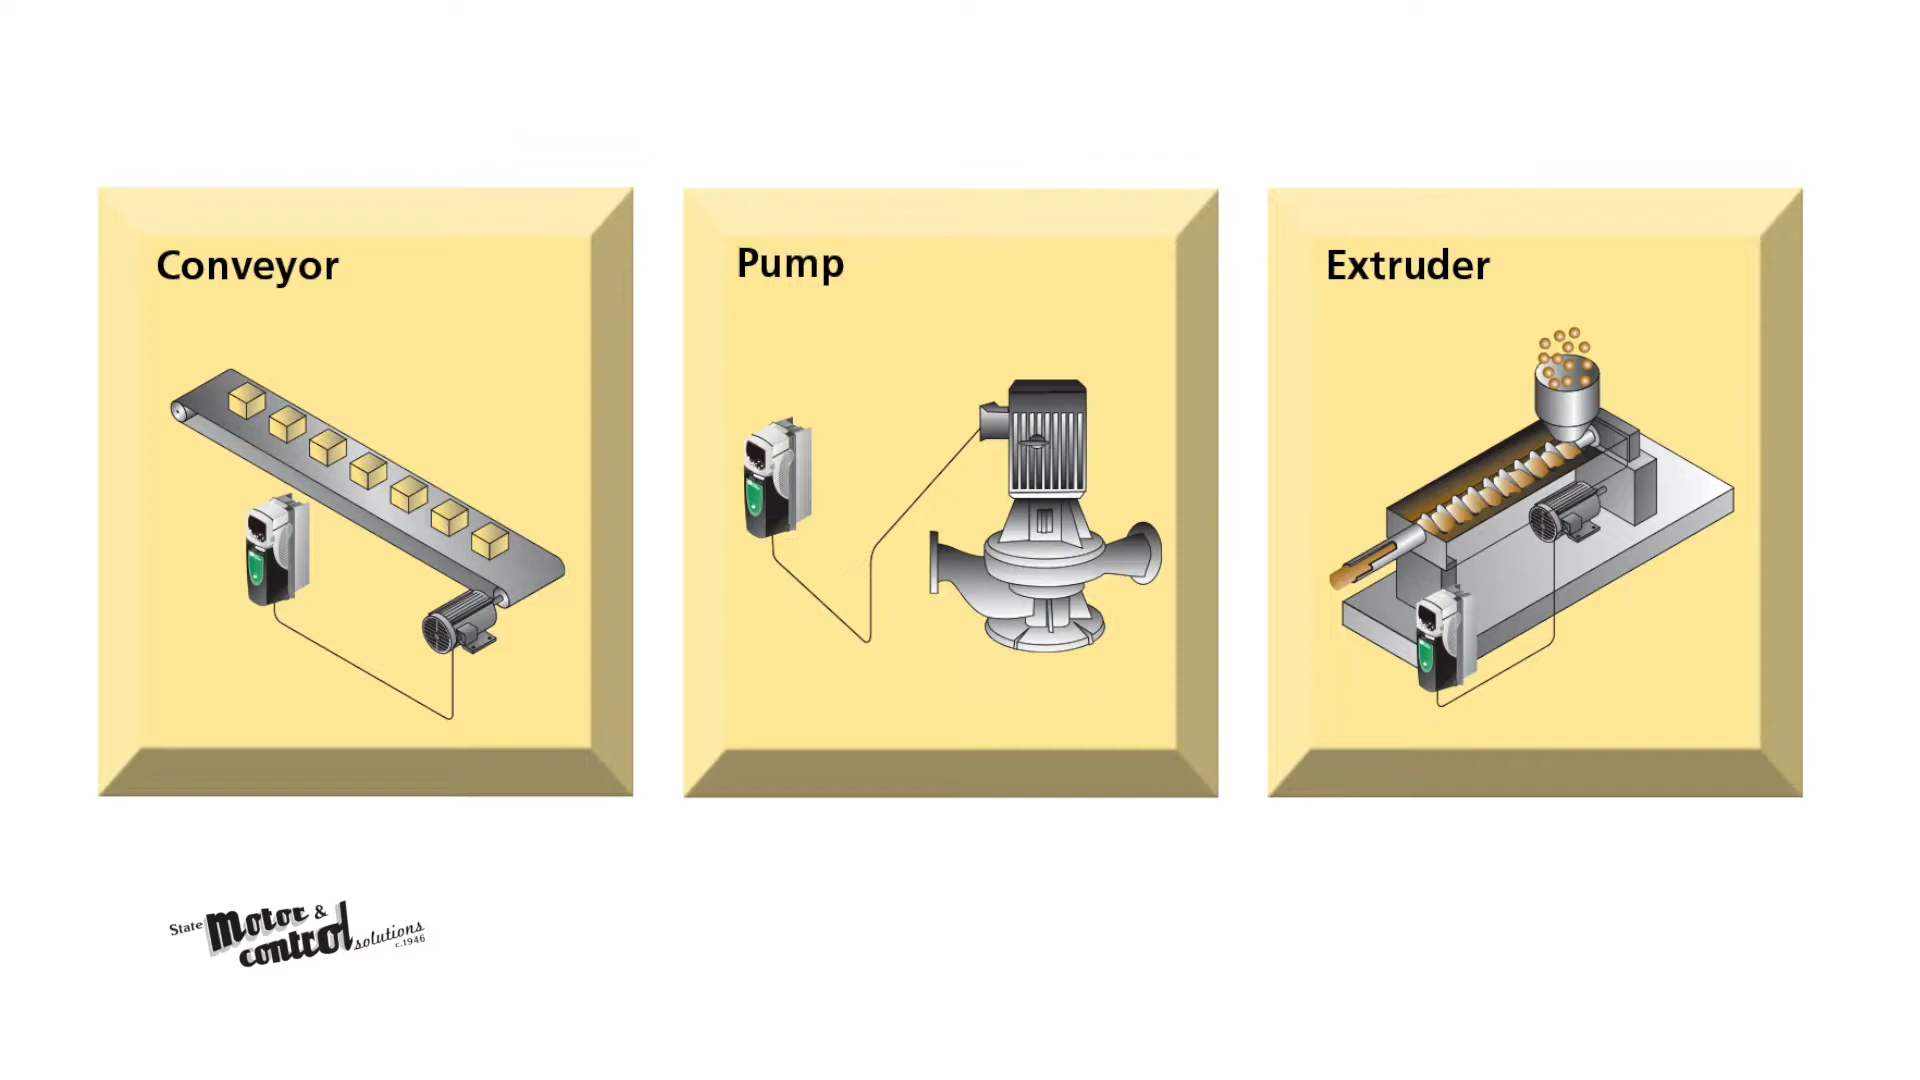 Conveyor
Pump
Extruder
State Motor &
control solutions
c.1946